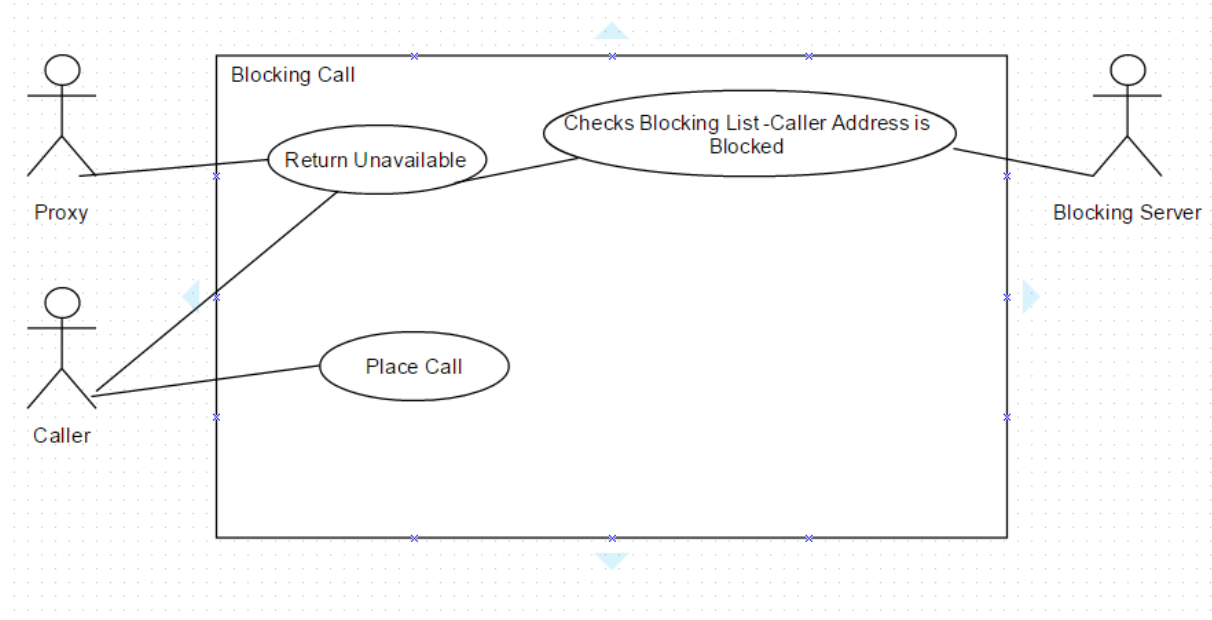 Blocking Call
Checks Blocking List -Caller Address is
Blocked
Return Unavailable
Proxy
Blocking Server
Place Call
Caller